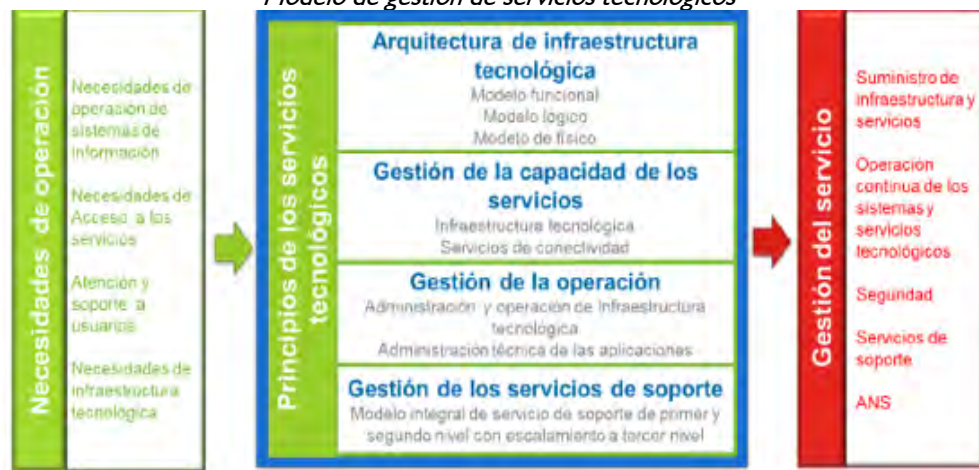 Modelo de gestión de servicios tecnológicos
Necesidades de operación
Necesidades de
operación de
sistemas de
información
Necesidades de
Acceso a los
servicios
Atención y
soporte a
usuarios
Necesidades de
infraestructura
tecnológica
Principios de los servicios
tecnológicos
Arquitectura de infraestructura
tecnológica
Modelo funcional
Modelo lógico
Modelo de físico
Gestión de la capacidad de los
servicios
Infraestructura tecnológica
Servicios de conectividad
Gestión de la operación
Administración y operación de Infraestructura
tecnológica
Administración técnica de las aplicaciones
Gestión de los servicios de soporte
Modelo integral de servicio de soporte de primer y
segundo nivel con escalamiento a tercer nivel
Gestión del servicio
Suministro de
infraestructura y
servicios
Operación
continua de los
sistemas y
servicios
tecnológicos
Seguridad
Servicios de
soporte
ANS